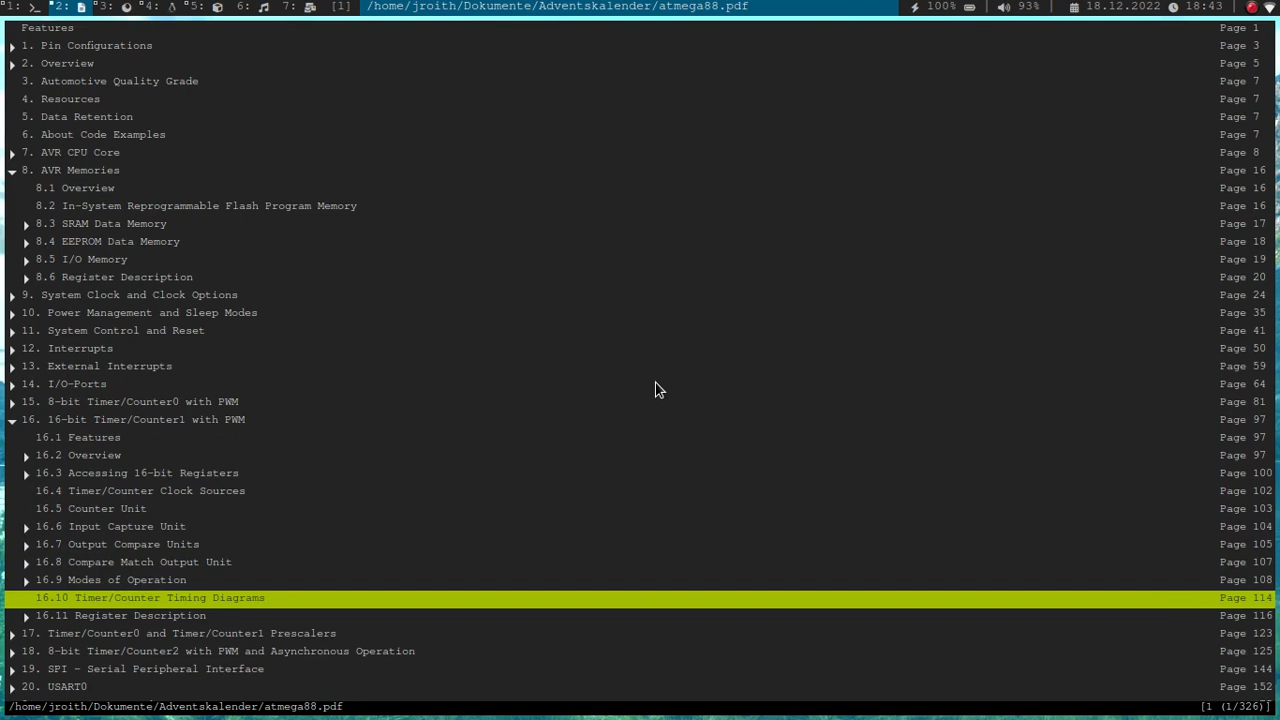 1: 2: 3: 4: 5: 6: 7: [1] /home/jroith/Dokumente/Adventskalender/atmega88.pdf 100% 93% 18.12.2022 18:43
Features Page 1
1. Pin Configurations Page 3
2. Overview Page 5
3. Automotive Quality Grade Page 7
4. Resources Page 7
5. Data Retention Page 7
6. About Code Examples Page 7
7. AVR CPU Core Page 8
8. AVR Memories Page 16
8.1 Overview Page 16
8.2 In-System Reprogrammable Flash Program Memory Page 16
8.3 SRAM Data Memory Page 17
8.4 EEPROM Data Memory Page 18
8.5 I/O Memory Page 19
8.6 Register Description Page 20
9. System Clock and Clock Options Page 24
10. Power Management and Sleep Modes Page 35
11. System Control and Reset Page 41
12. Interrupts Page 50
13. External Interrupts Page 59
14. I/O-Ports Page 64
15. 8-bit Timer/Counter0 with PWM Page 81
16. 16-bit Timer/Counter1 with PWM Page 97
16.1 Features Page 97
16.2 Overview Page 97
16.3 Accessing 16-bit Registers Page 100
16.4 Timer/Counter Clock Sources Page 102
16.5 Counter Unit Page 103
16.6 Input Capture Unit Page 104
16.7 Output Compare Units Page 105
16.8 Compare Match Output Unit Page 107
16.9 Modes of Operation Page 108
16.10 Timer/Counter Timing Diagrams Page 114
16.11 Register Description Page 116
17. Timer/Counter0 and Timer/Counter1 Prescalers Page 123
18. 8-bit Timer/Counter2 with PWM and Asynchronous Operation Page 125
19. SPI - Serial Peripheral Interface Page 144
20. USART0 Page 152
/home/jroith/Dokumente/Adventskalender/atmega88.pdf [1 (1/326)]